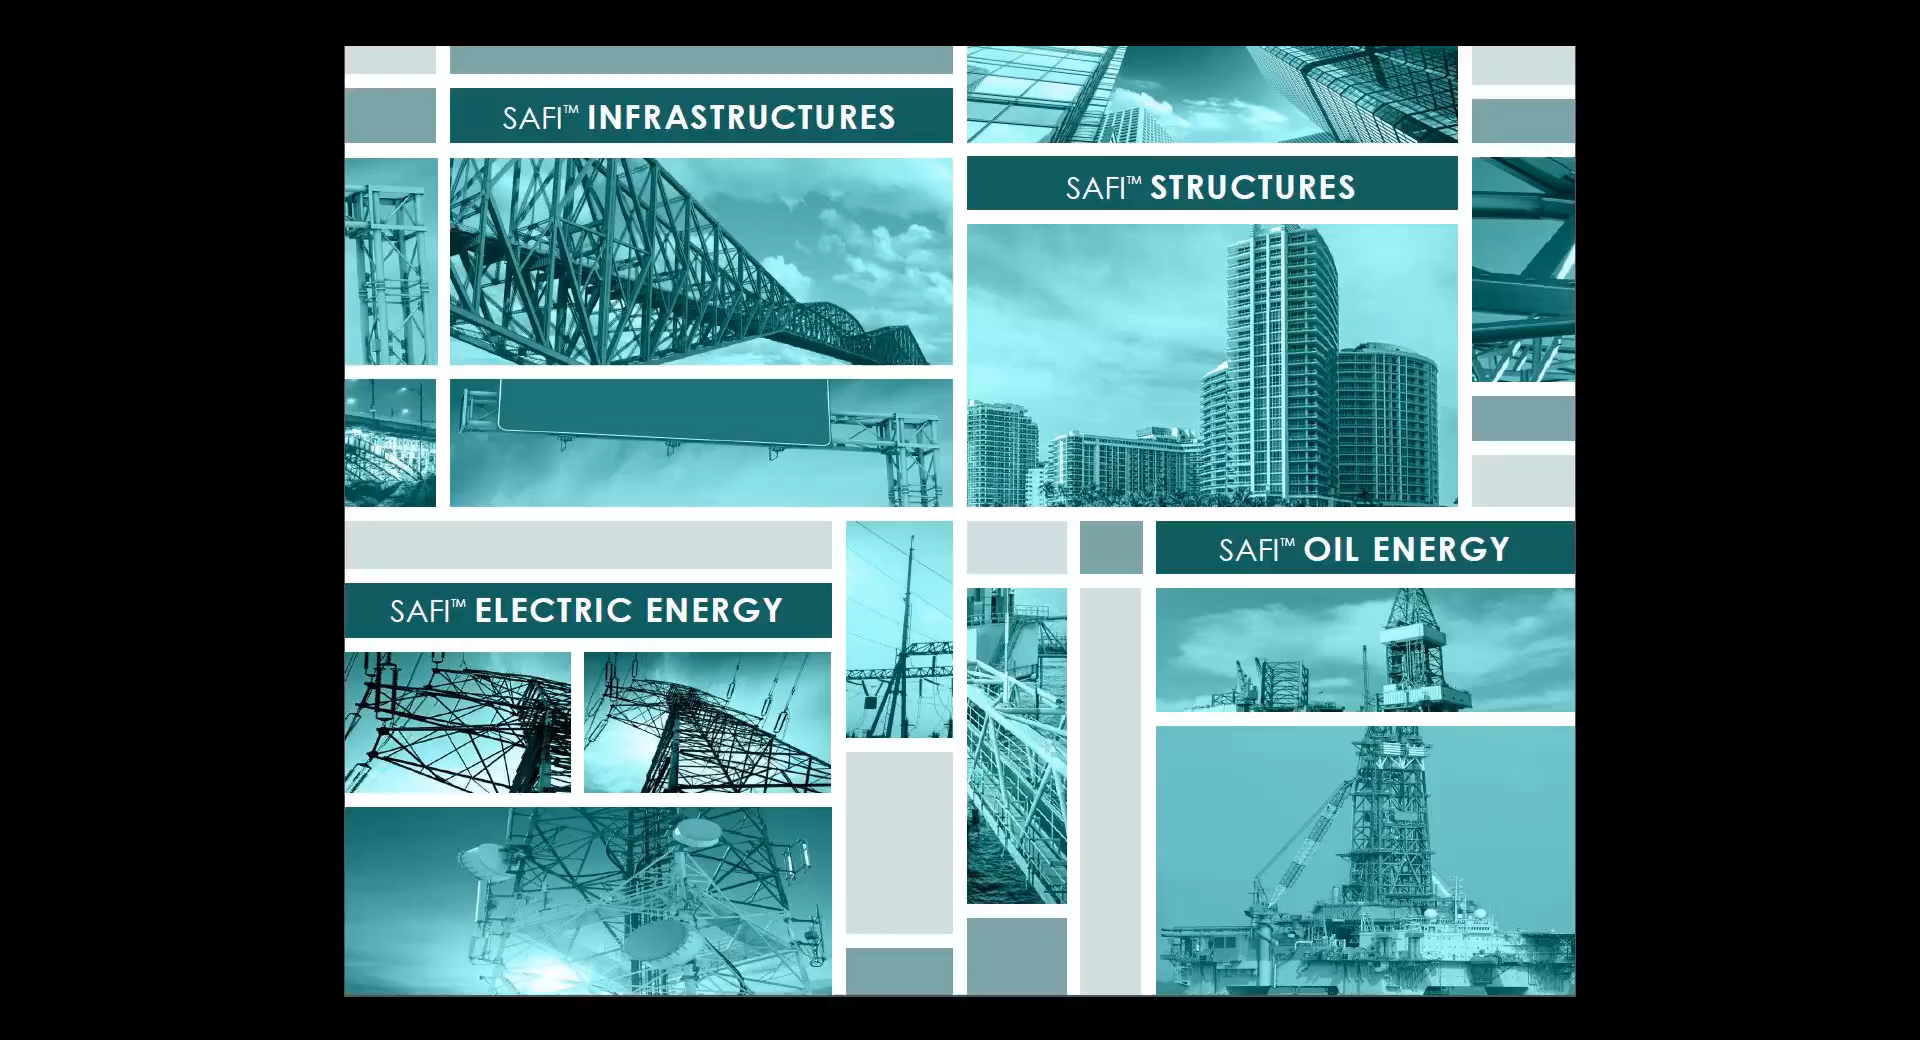 SAFI™ INFRASTRUCTURES
SAFI™ STRUCTURES
SAFI™ OIL ENERGY
SAFI™ ELECTRIC ENERGY